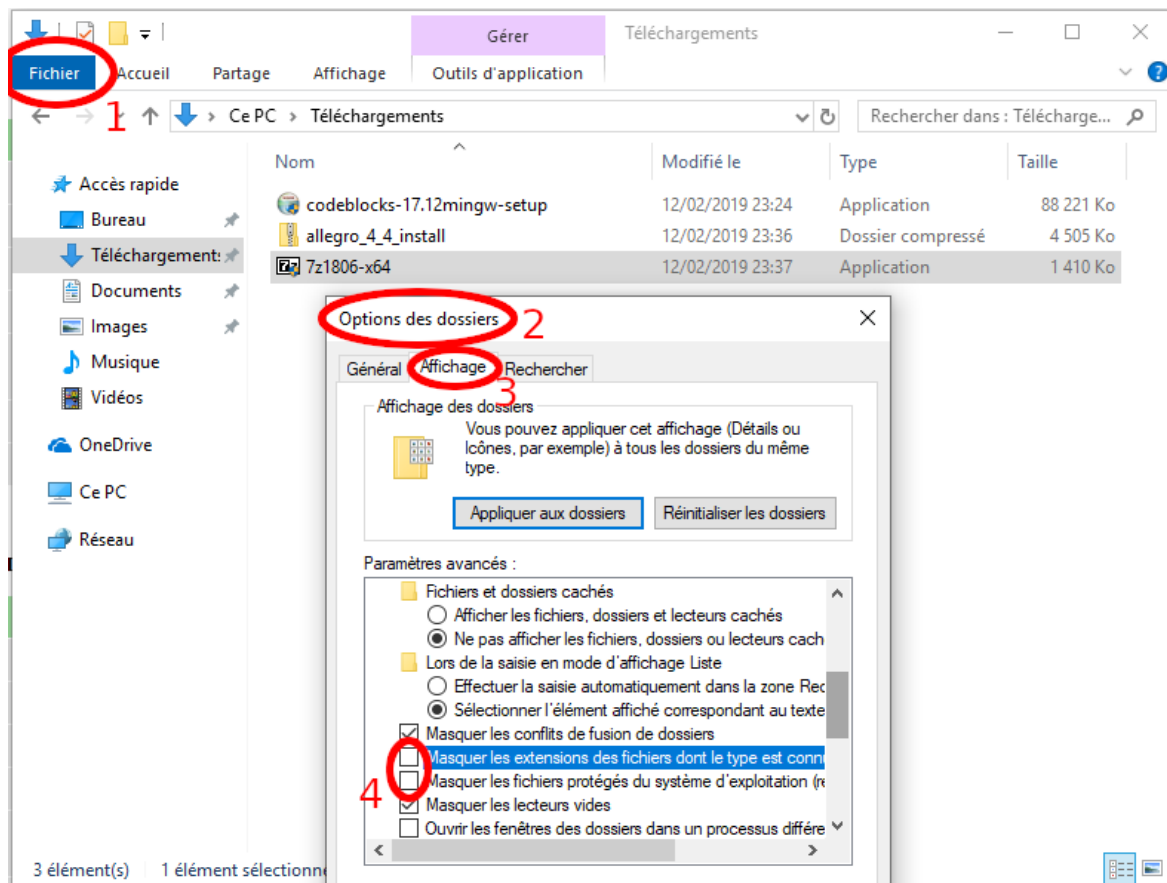 Gérer
Téléchargements
Fichier
Accueil
Partage
Affichage
Outils d'application
?
1
Ce PC > Téléchargements
Rechercher dans : Télécharge...
Nom
Modifié le
Type
Taille
codeblocks-17.12mingw-setup
12/02/2019 23:24
Application
88 221 Ko
allegro_4_4_install
12/02/2019 23:36
Dossier compressé
4 505 Ko
7z1806-x64
12/02/2019 23:37
Application
1 410 Ko
Accès rapide
Bureau
Téléchargements
Documents
Images
Musique
Vidéos
OneDrive
Ce PC
Réseau
Options des dossiers
2
Général
Affichage
Rechercher
3
Affichage des dossiers
Vous pouvez appliquer cet affichage (Détails ou
Icônes, par exemple) à tous les dossiers du même
type.
Appliquer aux dossiers
Réinitialiser les dossiers
Paramètres avancés :
Fichiers et dossiers cachés
Afficher les fichiers, dossiers et lecteurs cachés
Ne pas afficher les fichiers, dossiers ou lecteurs cach
Lors de la saisie en mode d'affichage Liste
Effectuer la saisie automatiquement dans la zone Rec
Sélectionner l'élément affiché correspondant au texte
Masquer les conflits de fusion de dossiers
Masquer les extensions des fichiers dont le type est connu
Masquer les fichiers protégés du système d'exploitation (re
4
Masquer les lecteurs vides
Ouvrir les fenêtres des dossiers dans un processus différe
3 élément(s)
1 élément sélectionné